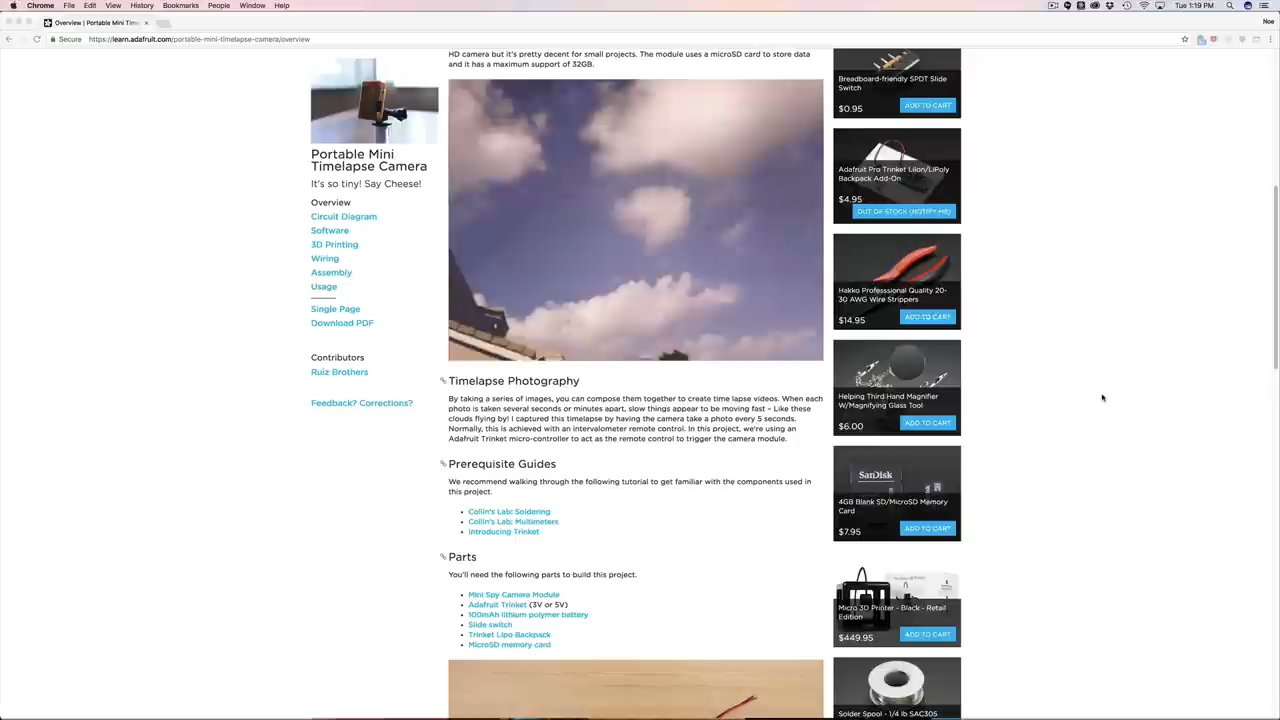 Chrome File Edit View History Bookmarks People Window Help
Tue 1:19 PM
Overview | Portable Mini Tim
Noe
Secure https://learn.adafruit.com/portable-mini-timelapse-camera/overview
Portable Mini
Timelapse Camera
It's so tiny! Say Cheese!
Overview
Circuit Diagram
Software
3D Printing
Wiring
Assembly
Usage
Single Page
Download PDF
Contributors
Ruiz Brothers
Feedback? Corrections?
HD camera but it's pretty decent for small projects. The module uses a microSD card to store data
and it has a maximum support of 32GB.
Timelapse Photography
By taking a series of images, you can compose them together to create time lapse videos. When each
photo is taken several seconds or minutes apart, slow things appear to be moving fast - Like these
clouds flying by! I captured this timelapse by having the camera take a photo every 5 seconds.
Normally, this is achieved with an intervalometer remote control. In this project, we're using an
Adafruit Trinket micro-controller to act as the remote control to trigger the camera module.
Prerequisite Guides
We recommend walking through the following tutorial to get familiar with the components used in
this project.
Collin's Lab: Soldering
Collin's Lab: Multimeters
Introducing Trinket
Parts
You'll need the following parts to build this project.
Mini Spy Camera Module
Adafruit Trinket (3V or 5V)
100mAh lithium polymer battery
Slide switch
Trinket Lipo Backpack
MicroSD memory card
Breadboard-friendly SPDT Slide
Switch
$0.95 ADD TO CART
Adafruit Pro Trinket LiIon/LiPoly
Backpack Add-On
$4.95
OUT OF STOCK (NOTIFY ME)
Hakko Professsional Quality 20-
30 AWG Wire Strippers
$14.95 ADD TO CART
Helping Third Hand Magnifier
W/Magnifying Glass Tool
$6.00 ADD TO CART
SanDisk
4GB Blank SD/MicroSD Memory
Card
$7.95 ADD TO CART
Micro 3D Printer - Black - Retail
Edition
$449.95 ADD TO CART
Solder Spool - 1/4 lb SAC305